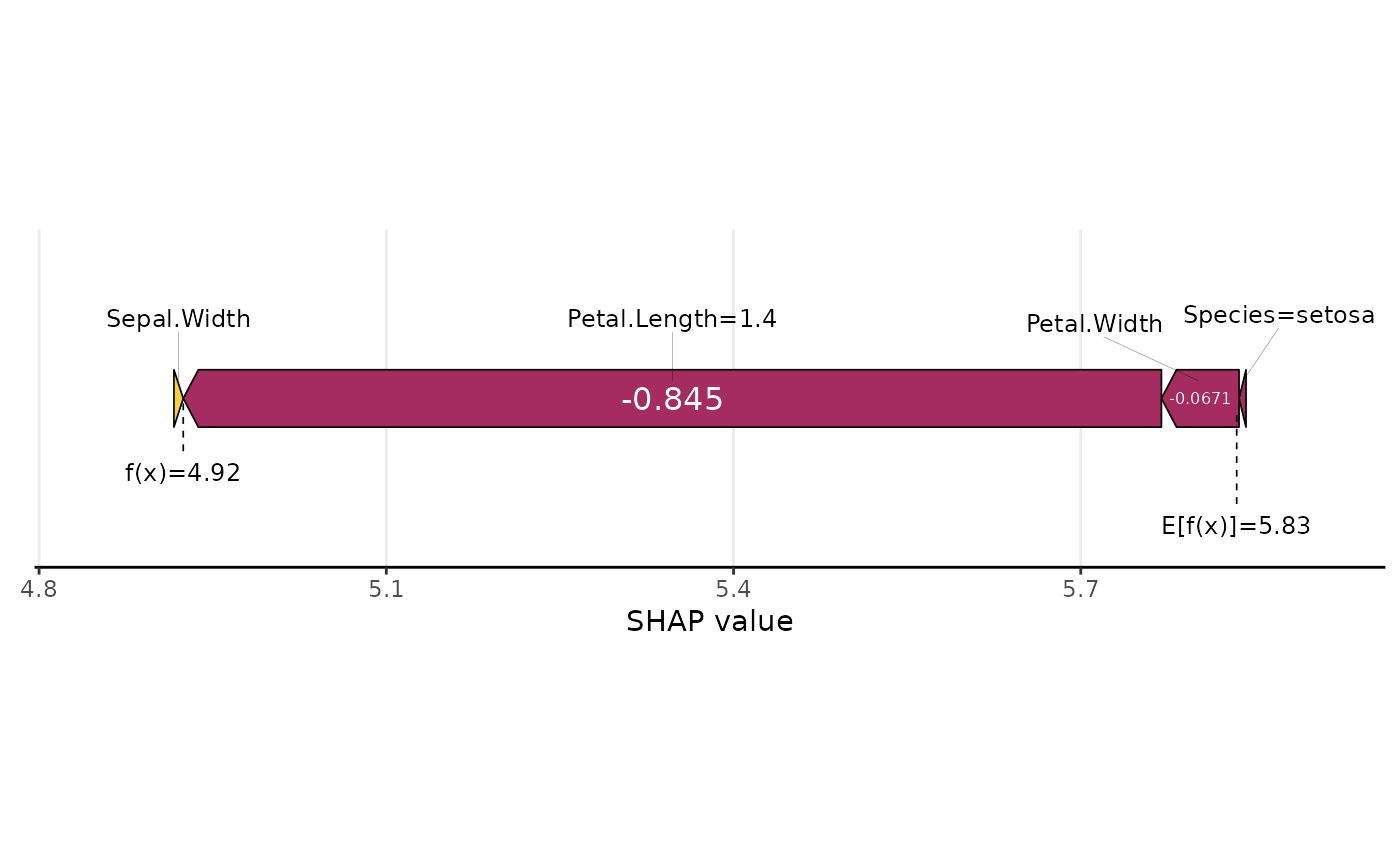 Sepal.Width
Petal.Length=1.4
Petal.Width
Species=setosa
-0.845
-0.0671
f(x)=4.92
E[f(x)]=5.83
4.8
5.1
5.4
5.7
SHAP value